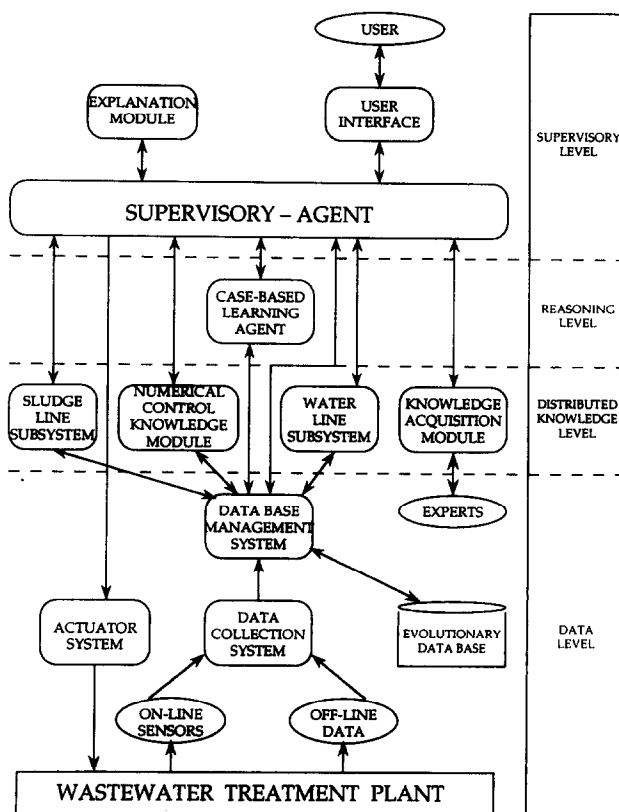 USER
EXPLANATION
MODULE
USER
INTERFACE
SUPERVISORY
LEVEL
SUPERVISORY – AGENT
CASE-BASED
LEARNING
AGENT
REASONING
LEVEL
SLUDGE
LINE
SUBSYSTEM
NUMERICAL
CONTROL
KNOWLEDGE
MODULE
WATER
LINE
SUBSYSTEM
KNOWLEDGE
ACQUISITION
MODULE
DISTRIBUTED
KNOWLEDGE
LEVEL
DATA BASE
MANAGEMENT
SYSTEM
EXPERTS
ACTUATOR
SYSTEM
DATA
COLLECTION
SYSTEM
EVOLUTIONARY
DATA BASE
DATA
LEVEL
ON-LINE
SENSORS
OFF-LINE
DATA
WASTEWATER TREATMENT PLANT